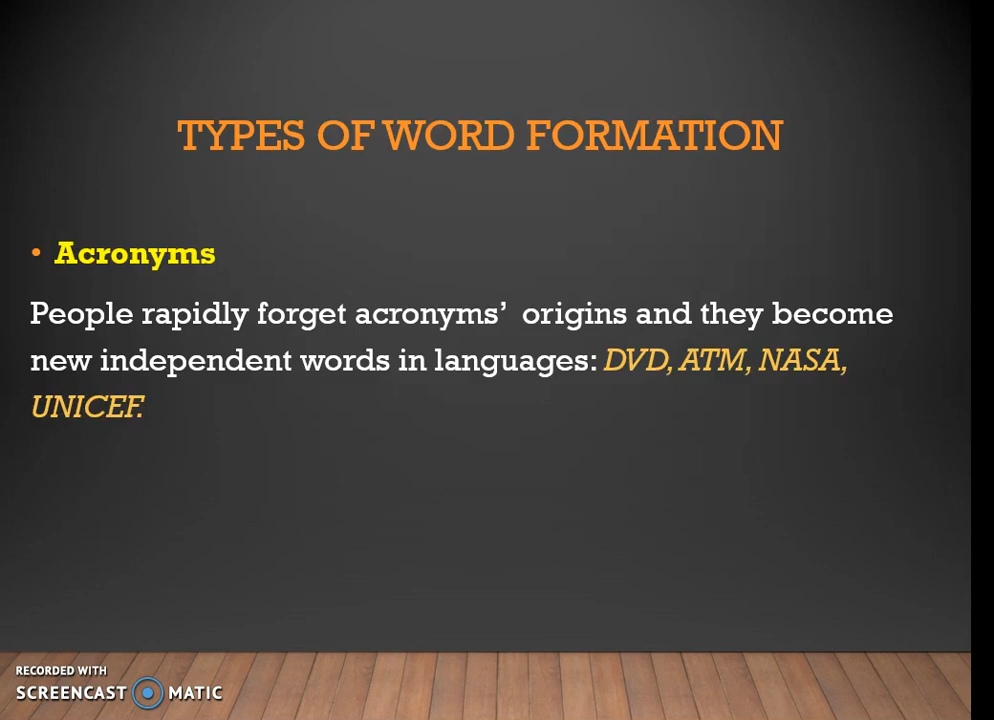 TYPES OF WORD FORMATION
• Acronyms
People rapidly forget acronyms’ origins and they become
new independent words in languages: DVD, ATM, NASA,
UNICEF.
RECORDED WITH
SCREENCAST MATIC